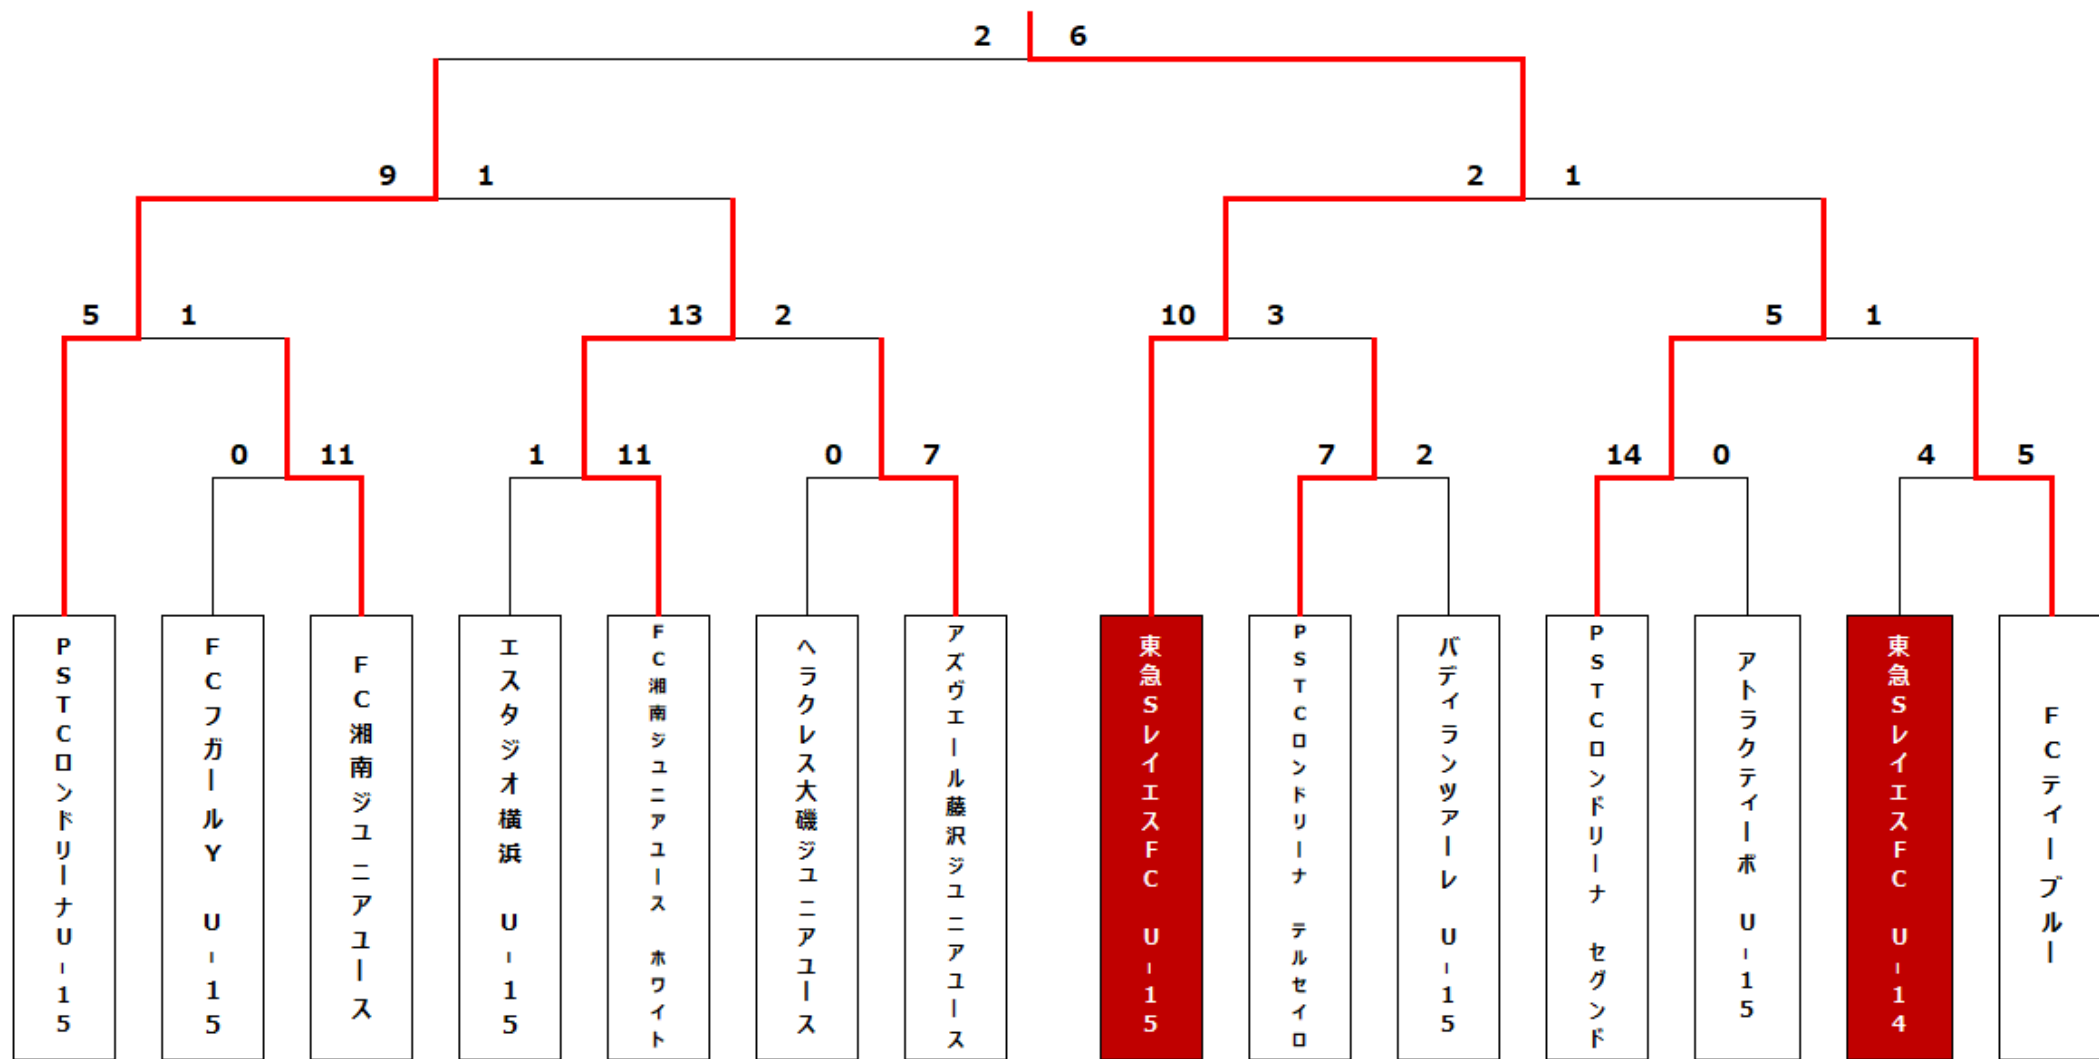 2 6
9 1
2 1
5 1
13 2
10 3
5 1
0 11
1 11
0 7
7 2
14 0
4 5
PSTCロンドリーナU-15
FCフガールY U-15
FC湘南ジュニアユース
エスタジオ横浜 U-15
FC湘南ジュニアユース ホワイト
ヘラクレス大磯ジュニアユース
アズヴェール藤沢ジュニアユース
東急SレイエスFC U-15
PSTCロンドリーナ テルセイロ
バディランツァーレ U-15
PSTCロンドリーナ セグンド
アトラクティーボ U-15
東急SレイエスFC U-14
FCティーブルー